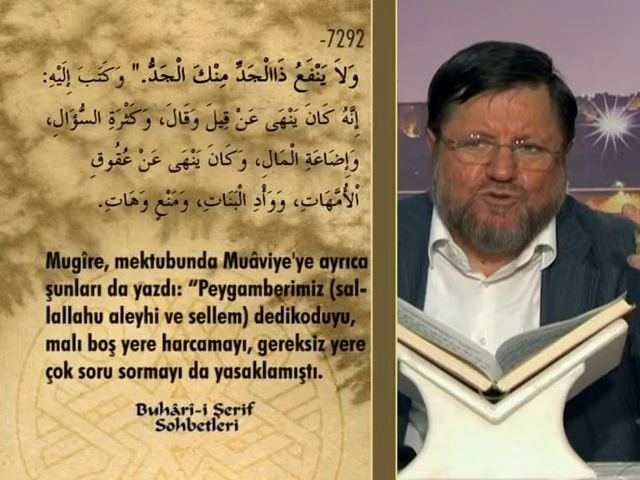 -7292
وَلاَ يَنْفَعُ ذَاالْجَدِّ مِنْكَ الْجَدُّ." وَكَتَبَ إِلَيْهِ:
إِنَّهُ كَانَ يَنْهَى عَنْ قِيلَ وَقَالَ، وَكَثْرَةِ السُّؤَالِ،
وَإِضَاعَةِ الْمَالِ، وَكَانَ يَنْهَى عَنْ عُقُوقِ
الْأُمَّهَاتِ، وَوَأْدِ الْبَنَاتِ، وَمَنْعٍ وَهَاتِ.
Mugîre, mektubunda Muâviye'ye ayrıca
şunları da yazdı: “Peygamberimiz (sal-
lallahu aleyhi ve sellem) dedikoduyu,
malı boş yere harcamayı, gereksiz yere
çok soru sormayı da yasaklamıştı.
Buhârî-i Şerif
Sohbetleri